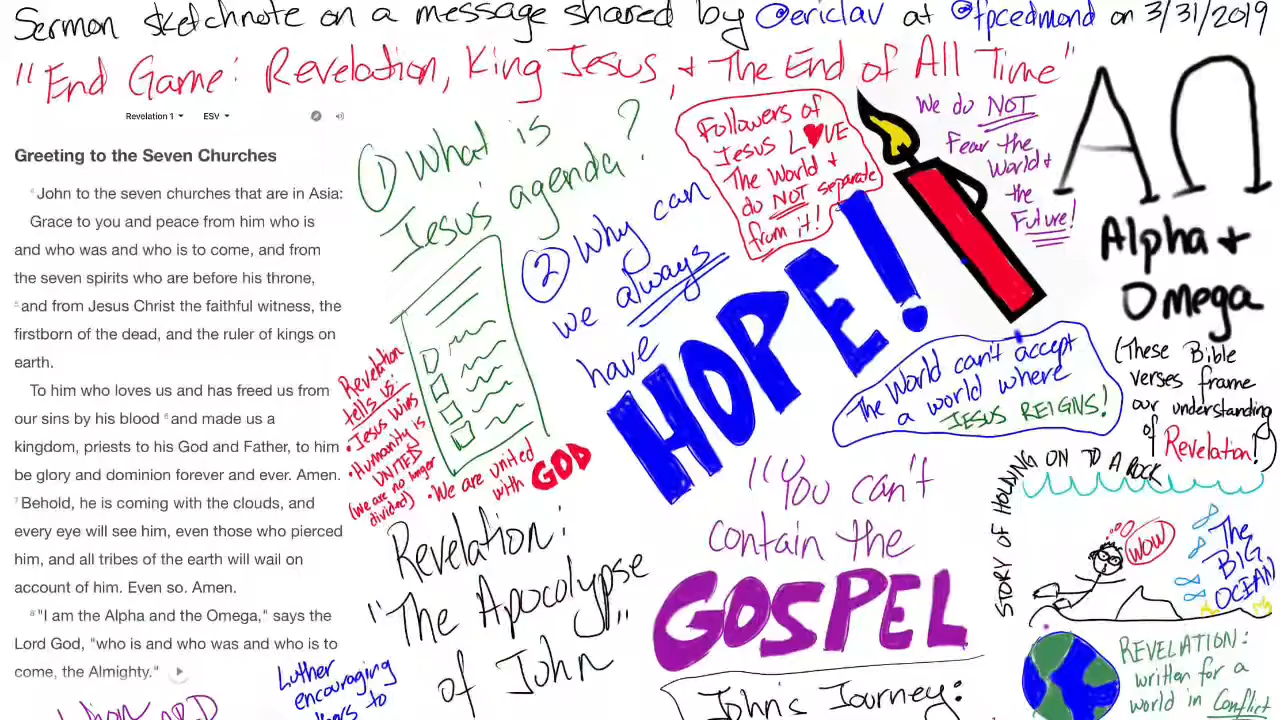 Sermon sketchnote on a message shared by @ericlav at @fpcedmond on 3/31/2019
"End Game: Revelation, King Jesus, + The End of All Time"
Revelation 1 ESV
Greeting to the Seven Churches
4 John to the seven churches that are in Asia:
Grace to you and peace from him who is
and who was and who is to come, and from
the seven spirits who are before his throne,
5 and from Jesus Christ the faithful witness, the
firstborn of the dead, and the ruler of kings on
earth.
To him who loves us and has freed us from
our sins by his blood 6 and made us a
kingdom, priests to his God and Father, to him
be glory and dominion forever and ever. Amen.
7 Behold, he is coming with the clouds, and
every eye will see him, even those who pierced
him, and all tribes of the earth will wail on
account of him. Even so. Amen.
8 "I am the Alpha and the Omega," says the
Lord God, "who is and who was and who is to
come, the Almighty."
1 What is
Jesus' agenda?
2 Why can
we always
have
HOPE!
Followers of
Jesus LOVE
The World +
do NOT separate
from it!
We do NOT
Fear the
World +
the
Future!
Α Ω
Alpha +
Omega
(These Bible
verses frame
our understanding
of Revelation!)
The World can't accept
a world where
JESUS REIGNS!
Revelation
tells us:
• Jesus Wins
• Humanity is
UNITED
(we are no longer
divided)
• We are united
with GOD
Revelation:
"The Apocolypse
of John"
"You can't
contain the
GOSPEL
John's Journey:
STORY OF HOLDING ON TO A ROCK
WOW
The
BIG
OCEAN
REVELATION:
written for a
world in Conflict
Luther
encouraging
to